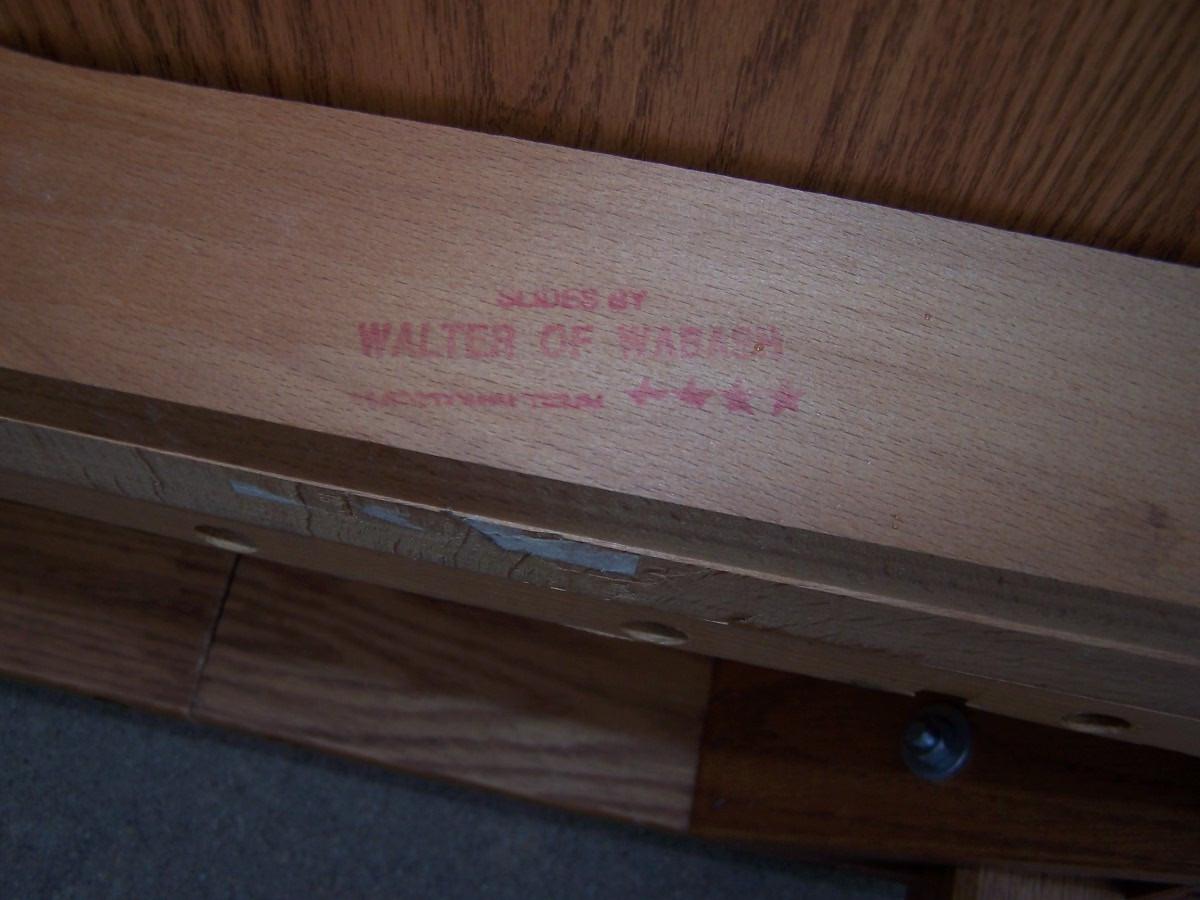 SLIDES BY
WALTER OF WABASH
★★★★